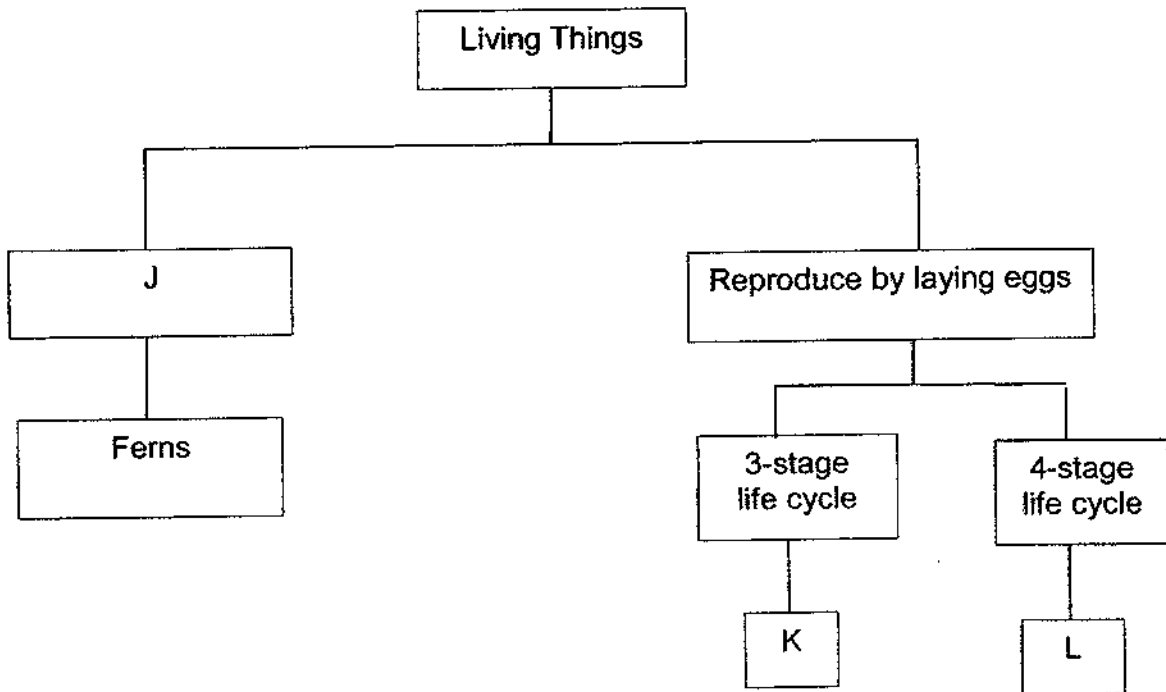 Living Things
J
Reproduce by laying eggs
Ferns
3-stage
life cycle
4-stage
life cycle
K
L